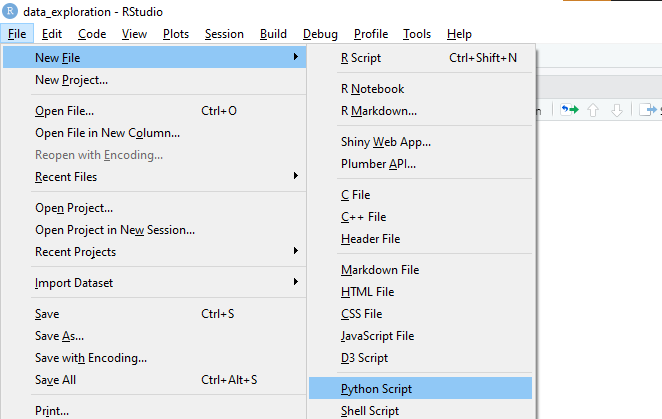 R data_exploration - RStudio
File Edit Code View Plots Session Build Debug Profile Tools Help
New File
New Project...
Open File... Ctrl+O
Open File in New Column...
Reopen with Encoding...
Recent Files
Open Project...
Open Project in New Session...
Recent Projects
Import Dataset
Save Ctrl+S
Save As...
Save with Encoding...
Save All Ctrl+Alt+S
Print...
R Script Ctrl+Shift+N
R Notebook
R Markdown...
Shiny Web App...
Plumber API...
C File
C++ File
Header File
Markdown File
HTML File
CSS File
JavaScript File
D3 Script
Python Script
Shell Script